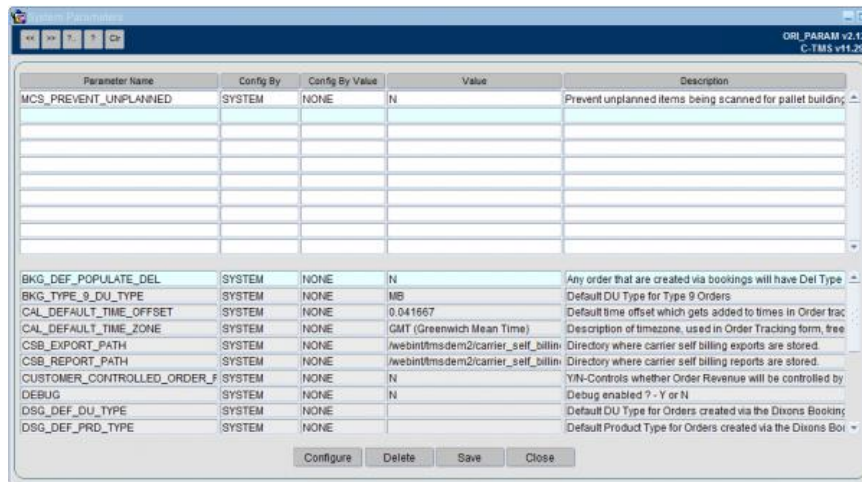 System Parameters
<< >> ?.. ? Clr
ORI_PARAM v2.1
C-TMS v11.2
Parameter Name Config By Config By Value Value Description
MCS_PREVENT_UNPLANNED SYSTEM NONE N Prevent unplanned items being scanned for pallet building
BKG_DEF_POPULATE_DEL SYSTEM NONE N Any order that are created via bookings will have Del Type
BKG_TYPE_9_DU_TYPE SYSTEM NONE MB Default DU Type for Type 9 Orders
CAL_DEFAULT_TIME_OFFSET SYSTEM NONE 0.041667 Default time offset which gets added to times in Order trac
CAL_DEFAULT_TIME_ZONE SYSTEM NONE GMT (Greenwich Mean Time) Description of timezone, used in Order Tracking form, free
CSB_EXPORT_PATH SYSTEM NONE /webint/tmsdem2/carrier_self_billin Directory where carrier self billing exports are stored.
CSB_REPORT_PATH SYSTEM NONE /webint/tmsdem2/carrier_self_billin Directory where carrier self billing reports are stored.
CUSTOMER_CONTROLLED_ORDER_F SYSTEM NONE N Y/N-Controls whether Order Revenue will be controlled by
DEBUG SYSTEM NONE N Debug enabled ? - Y or N
DSG_DEF_DU_TYPE SYSTEM NONE Default DU Type for Orders created via the Dixons Booking
DSG_DEF_PRD_TYPE SYSTEM NONE Default Product Type for Orders created via the Dixons Boo
Configure Delete Save Close